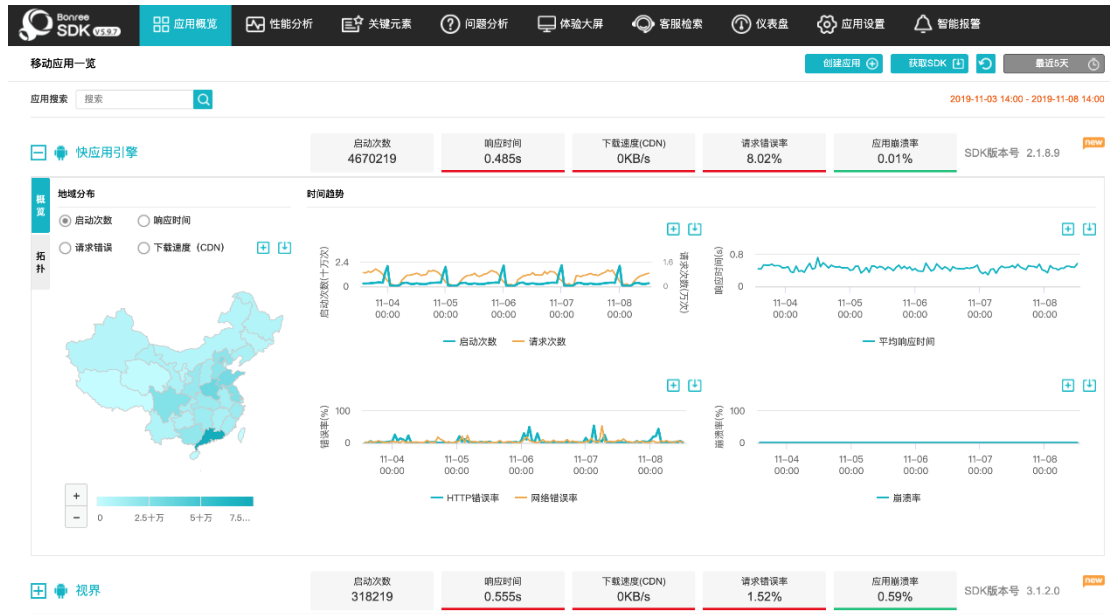 Bonree
SDK V5.9.7
应用概览
性能分析
关键元素
问题分析
体验大屏
客服检索
仪表盘
应用设置
智能报警
移动应用一览
创建应用
获取SDK
最近5天
应用搜索
搜索
2019-11-03 14:00 - 2019-11-08 14:00
快应用引擎
启动次数
4670219
响应时间
0.485s
下载速度(CDN)
0KB/s
请求错误率
8.02%
应用崩溃率
0.01%
SDK版本号 2.1.8.9
new
概览
拓扑
地域分布
启动次数
响应时间
请求错误
下载速度（CDN）
+
−
0 2.5十万 5十万 7.5...
时间趋势
启动次数(十万次)
2.4
0
1.6
0
请求次数(万次)
11-04 11-05 11-06 11-07 11-08
00:00 00:00 00:00 00:00 00:00
启动次数 请求次数
响应时间(s)
0.8
0
11-04 11-05 11-06 11-07 11-08
00:00 00:00 00:00 00:00 00:00
平均响应时间
错误率(%)
100
0
11-04 11-05 11-06 11-07 11-08
00:00 00:00 00:00 00:00 00:00
HTTP错误率 网络错误率
崩溃率(%)
100
0
11-04 11-05 11-06 11-07 11-08
00:00 00:00 00:00 00:00 00:00
崩溃率
视界
启动次数
318219
响应时间
0.555s
下载速度(CDN)
0KB/s
请求错误率
1.52%
应用崩溃率
0.59%
SDK版本号 3.1.2.0
new